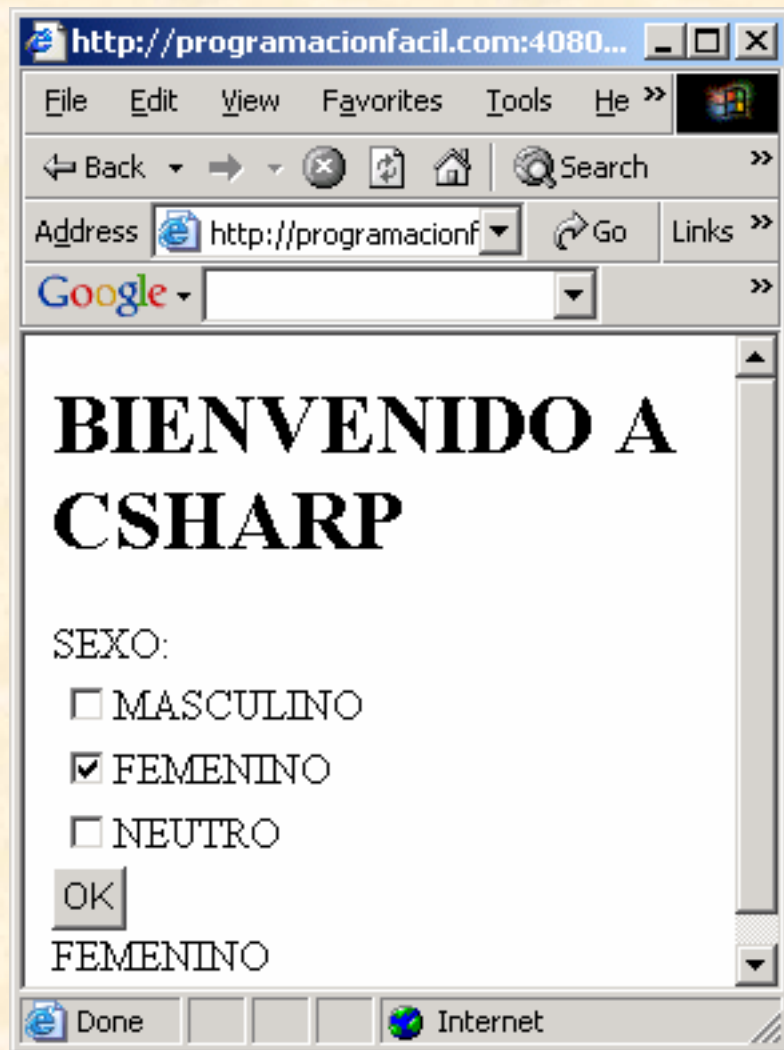 http://programacionfacil.com:4080...
File Edit View Favorites Tools He »
Back Search »
Address http://programacionf Go Links »
Google »
BIENVENIDO A
CSHARP
SEXO:
MASCULINO
FEMENINO
NEUTRO
OK
FEMENINO
Done Internet